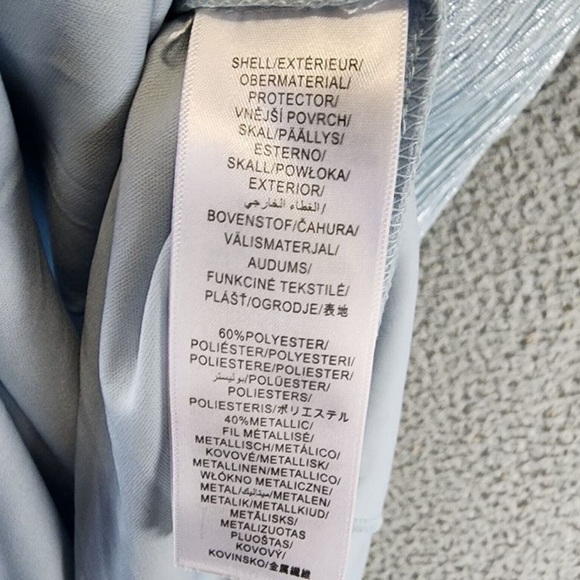 SHELL/EXTÉRIEUR/
OBERMATERIAL/
PROTECTOR/
VNĚJŠÍ POVRCH/
SKAL/PÄÄLLYS/
ESTERNO/
SKALL/POWŁOKA/
EXTERIOR/
الغطاء الخارجي/
BOVENSTOF/ČAHURA/
VÄLISMATERJAL/
AUDUMS/
FUNKCINĖ TEKSTILĖ/
PLÁŠŤ/OGRODJE/表地
60%POLYESTER/
POLIÉSTER/POLYESTERI/
POLIESTERE/POLIESTER/
بوليستر/POLÜESTER/
POLIESTERS/
POLIESTERIS/ポリエステル
40%METALLIC/
FIL MÉTALLISÉ/
METALLISCH/METÁLICO/
KOVOVÉ/METALLISK/
METALLINEN/METALLICO/
WŁÓKNO METALICZNE/
METAL/ميتاليك/METALEN/
METALIK/METALLKIUD/
METĀLISKS/
METALIZUOTAS
PLUOŠTAS/
KOVOVÝ/
KOVINSKO/金属繊維